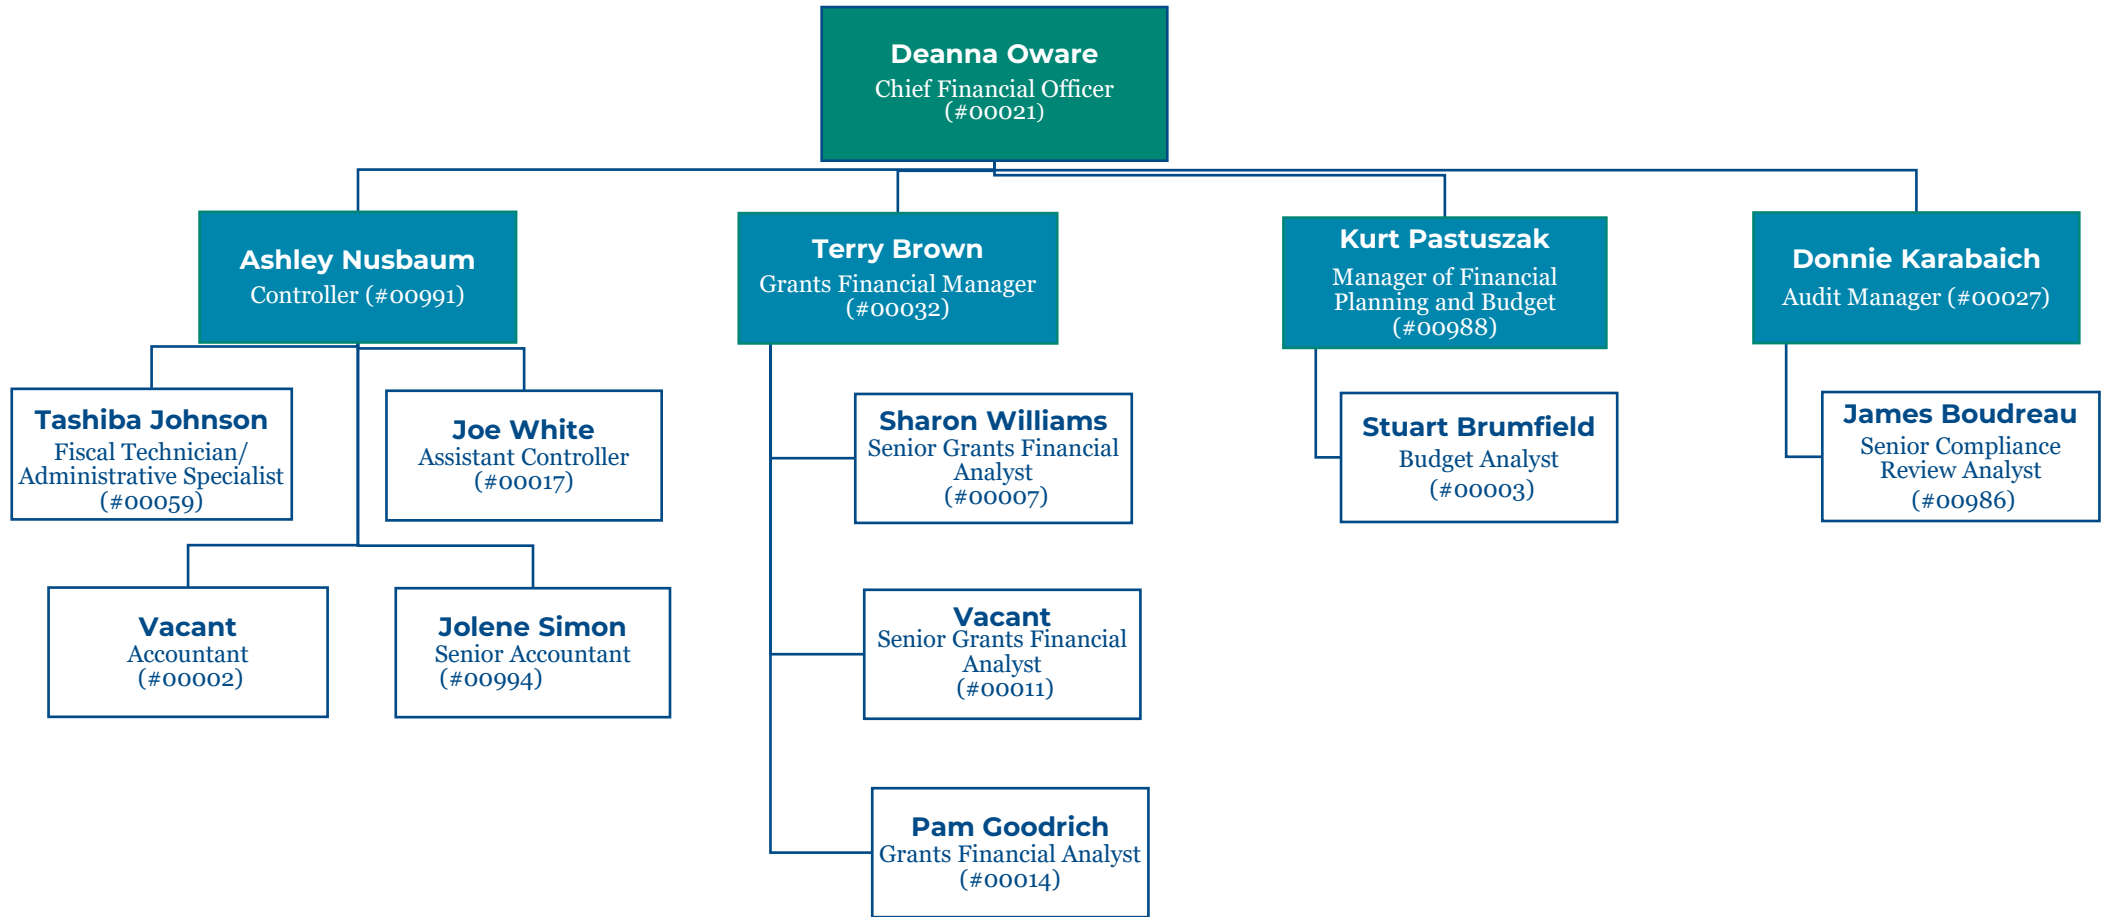 Deanna Oware
Chief Financial Officer
(#00021)
Ashley Nusbaum
Controller (#00991)
Terry Brown
Grants Financial Manager
(#00032)
Kurt Pastuszak
Manager of Financial
Planning and Budget
(#00988)
Donnie Karabaich
Audit Manager (#00027)
Tashiba Johnson
Fiscal Technician/
Administrative Specialist
(#00059)
Joe White
Assistant Controller
(#00017)
Sharon Williams
Senior Grants Financial
Analyst
(#00007)
Stuart Brumfield
Budget Analyst
(#00003)
James Boudreau
Senior Compliance
Review Analyst
(#00986)
Vacant
Accountant
(#00002)
Jolene Simon
Senior Accountant
(#00994)
Vacant
Senior Grants Financial
Analyst
(#00011)
Pam Goodrich
Grants Financial Analyst
(#00014)